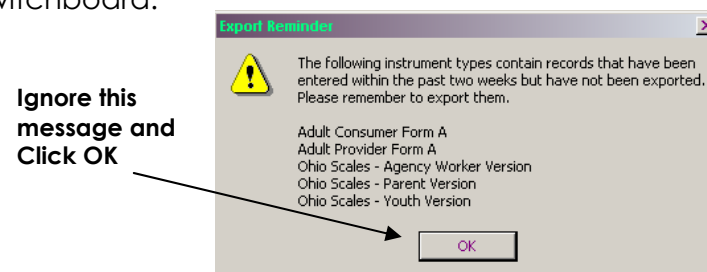 witchboard.
Export Reminder
The following instrument types contain records that have been
entered within the past two weeks but have not been exported.
Please remember to export them.
Adult Consumer Form A
Adult Provider Form A
Ohio Scales - Agency Worker Version
Ohio Scales - Parent Version
Ohio Scales - Youth Version
OK
Ignore this
message and
Click OK